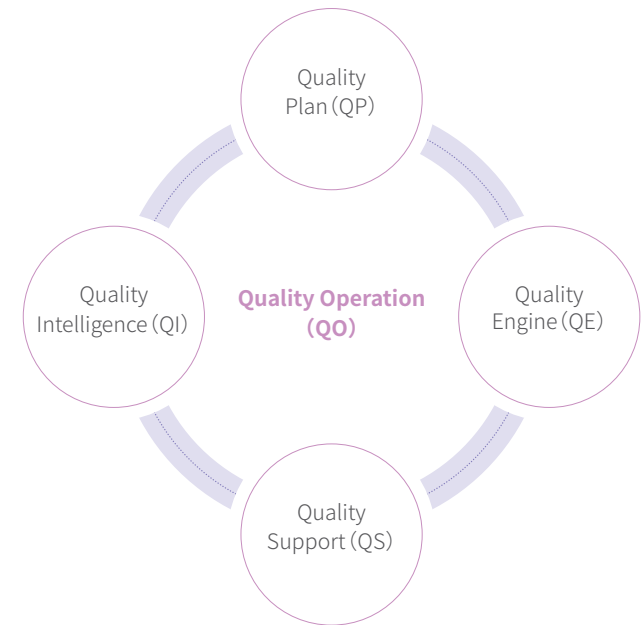 Quality
Plan（QP）
Quality
Intelligence（QI）
Quality Operation
（QO）
Quality
Engine（QE）
Quality
Support（QS）